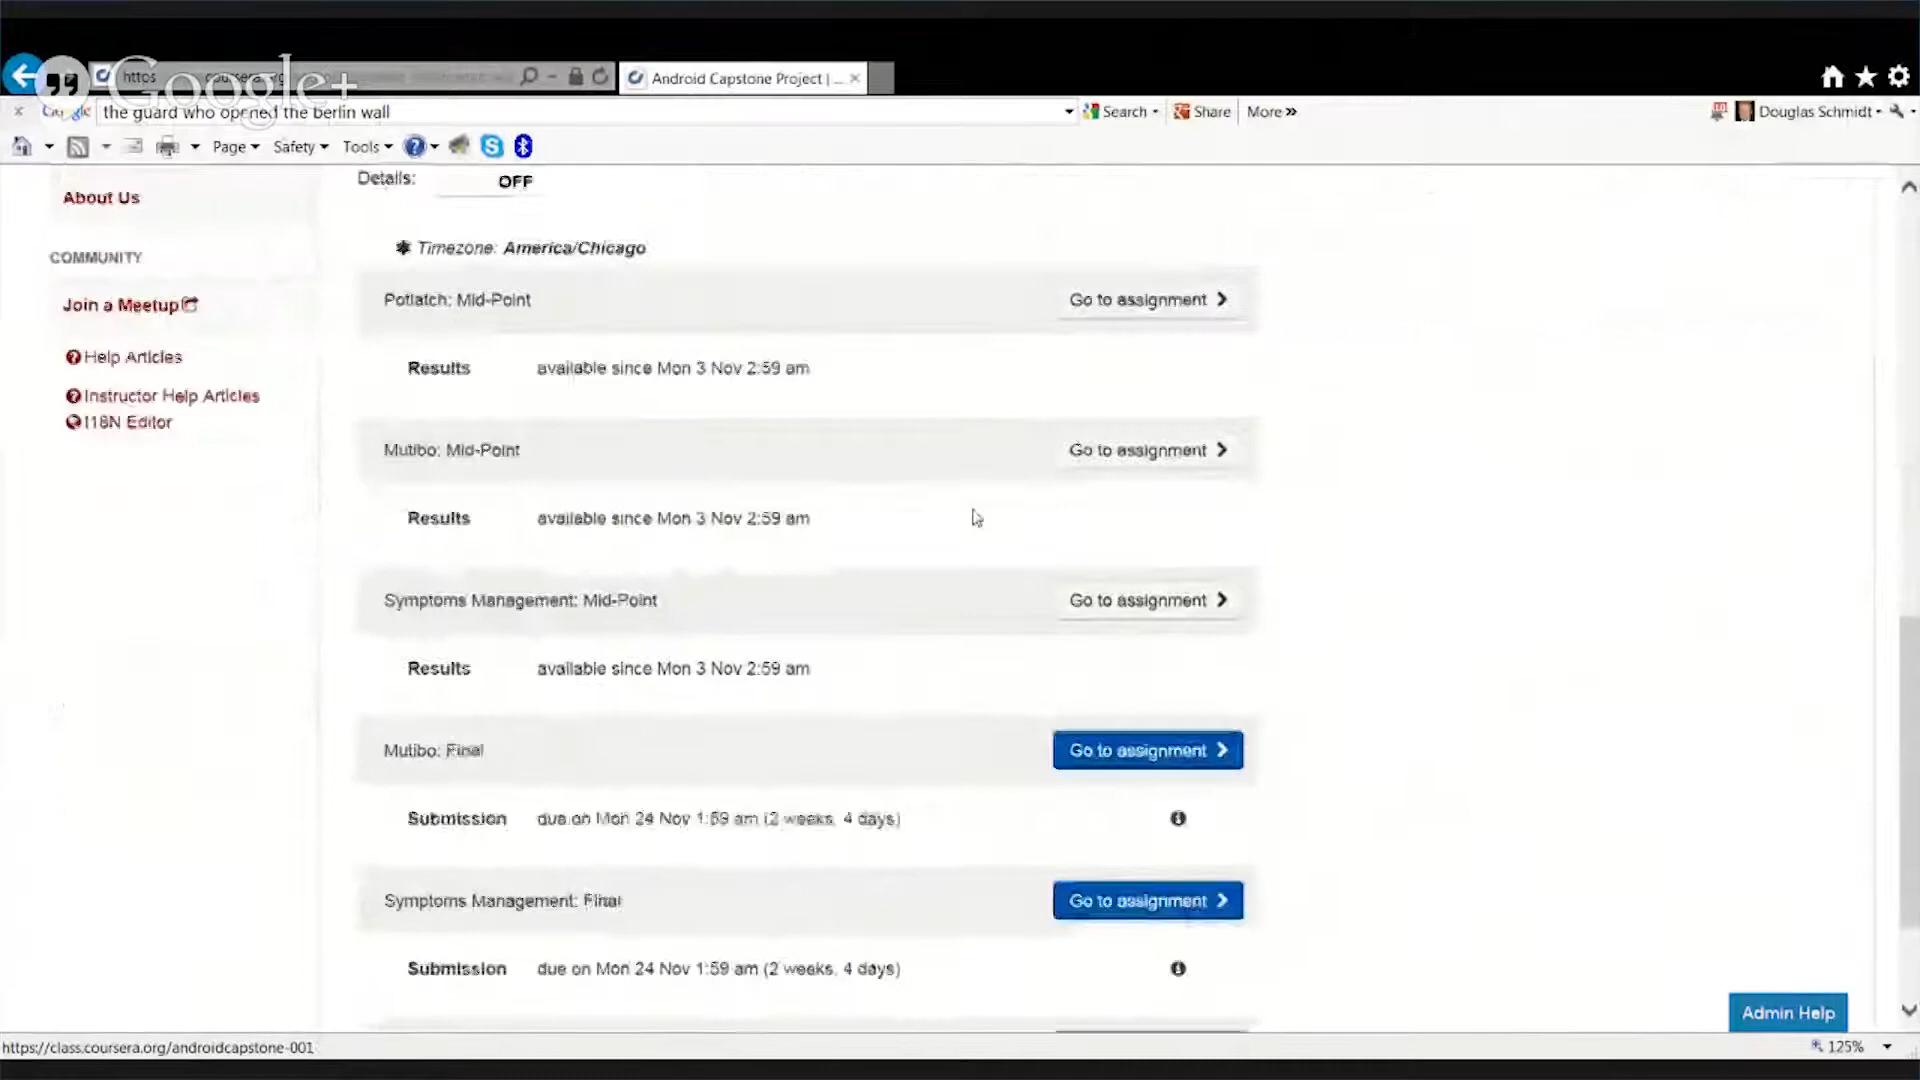 Google+
https coursera.org
Android Capstone Project | ...
Google the guard who opened the berlin wall Search Share More » Douglas Schmidt
Page Safety Tools
Details: OFF
About Us
✱ Timezone: America/Chicago
COMMUNITY
Potlatch: Mid-Point Go to assignment
Join a Meetup
Help Articles
Results available since Mon 3 Nov 2:59 am
Instructor Help Articles
I18N Editor
Mutibo: Mid-Point Go to assignment
Results available since Mon 3 Nov 2:59 am
Symptoms Management: Mid-Point Go to assignment
Results available since Mon 3 Nov 2:59 am
Mutibo: Final Go to assignment
Submission due on Mon 24 Nov 1:59 am (2 weeks, 4 days)
Symptoms Management: Final Go to assignment
Submission due on Mon 24 Nov 1:59 am (2 weeks, 4 days)
Admin Help
https://class.coursera.org/androidcapstone-001 125%